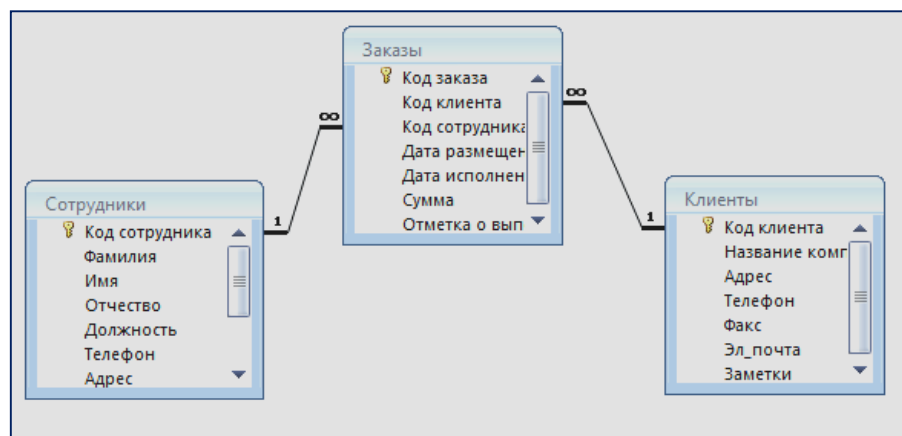 Заказы
Код заказа
Код клиента
Код сотрудника
Дата размещен
Дата исполнен
Сумма
Отметка о вып
∞
∞
Сотрудники
1
Код сотрудника
Фамилия
Имя
Отчество
Должность
Телефон
Адрес
Клиенты
1
Код клиента
Название комп
Адрес
Телефон
Факс
Эл_почта
Заметки